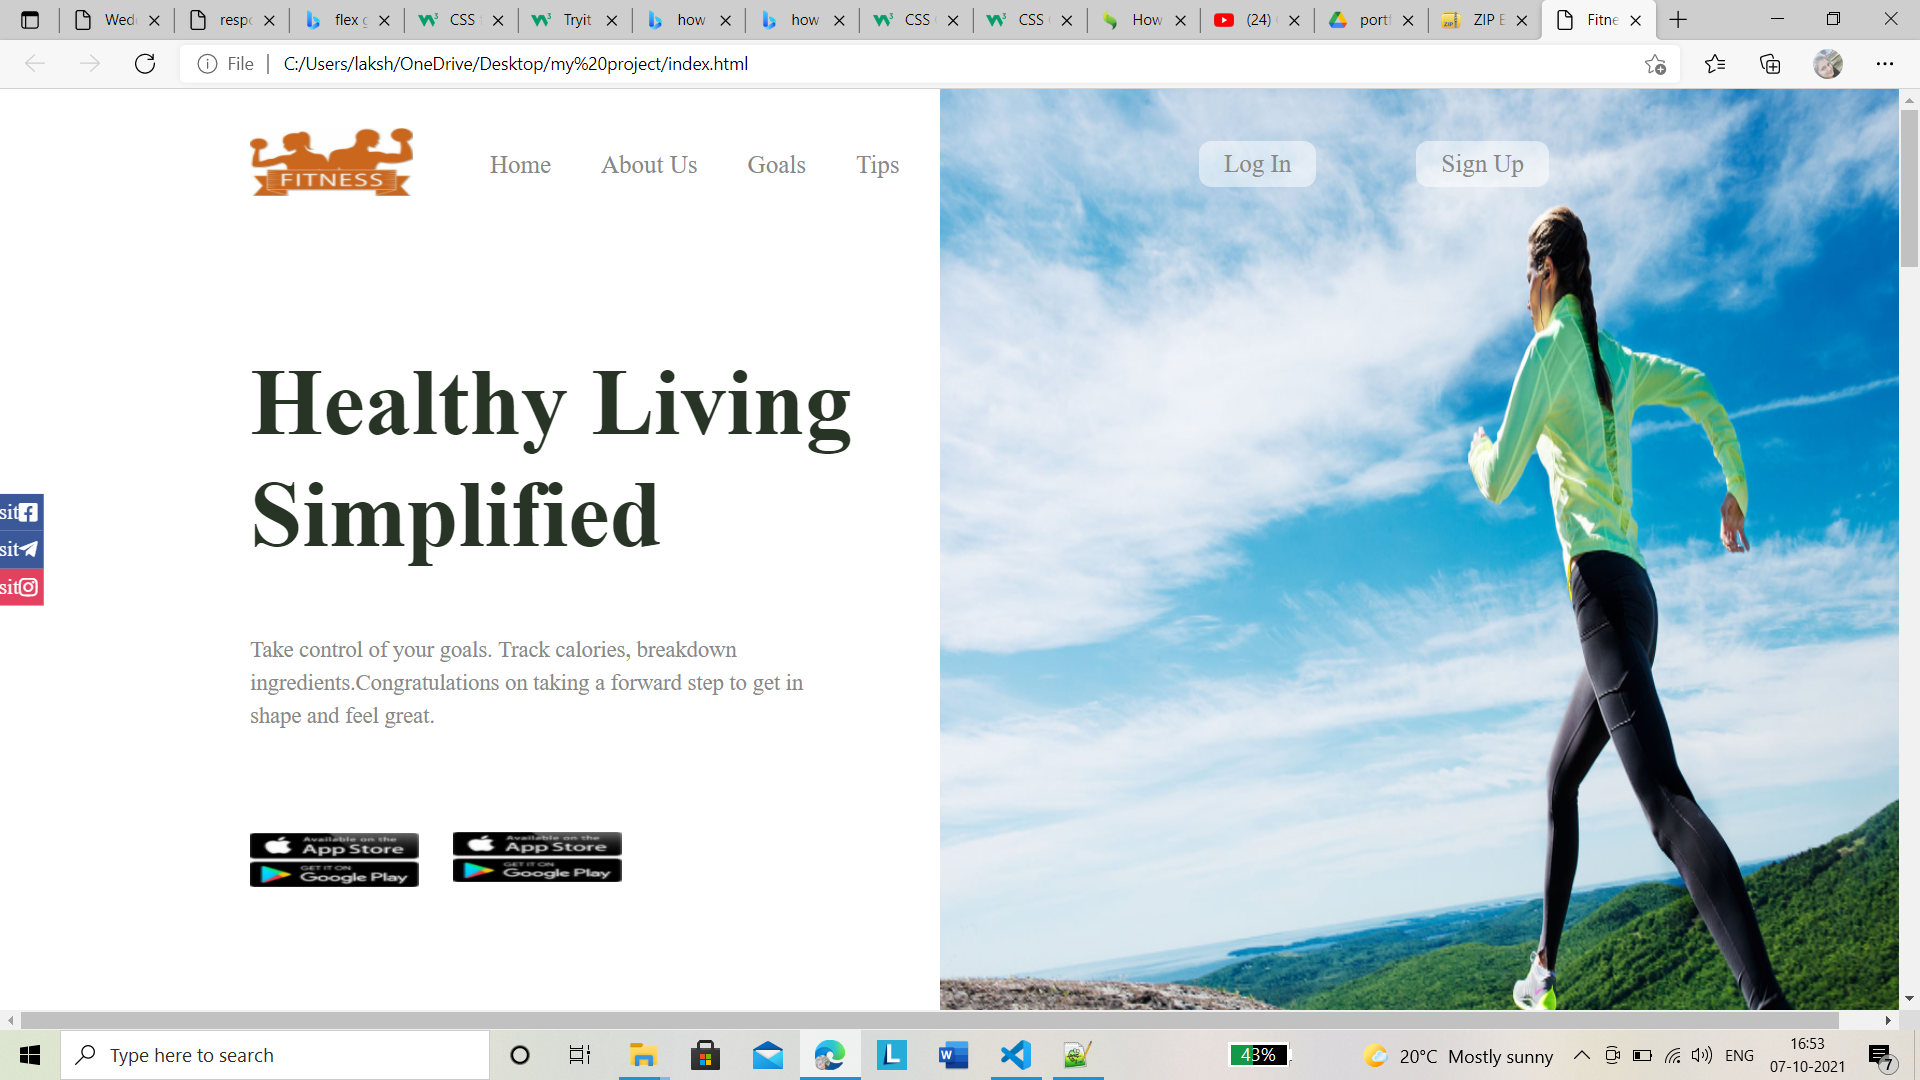 Wed
respo
flex g
CSS
Tryit
how
how
CSS
CSS
How
(24)
portf
ZIP E
Fitne
File
C:/Users/laksh/OneDrive/Desktop/my%20project/index.html
FITNESS
Home
About Us
Goals
Tips
Log In
Sign Up
Healthy Living
Simplified
sit
sit
sit
Take control of your goals. Track calories, breakdown
ingredients.Congratulations on taking a forward step to get in
shape and feel great.
Available on the
App Store
GET IT ON
Google Play
Available on the
App Store
GET IT ON
Google Play
Type here to search
L
W
43%
20°C Mostly sunny
ENG
16:53
07-10-2021
7